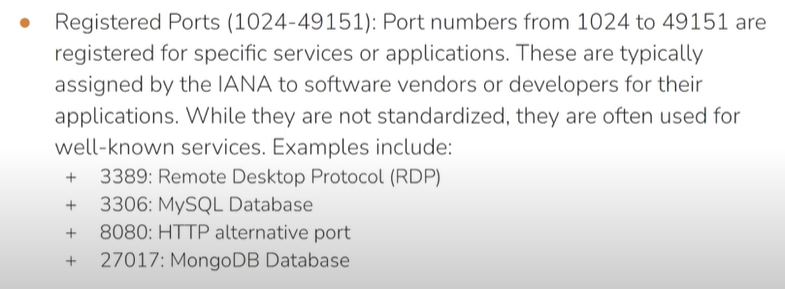 • Registered Ports (1024-49151): Port numbers from 1024 to 49151 are
registered for specific services or applications. These are typically
assigned by the IANA to software vendors or developers for their
applications. While they are not standardized, they are often used for
well-known services. Examples include:
+ 3389: Remote Desktop Protocol (RDP)
+ 3306: MySQL Database
+ 8080: HTTP alternative port
+ 27017: MongoDB Database